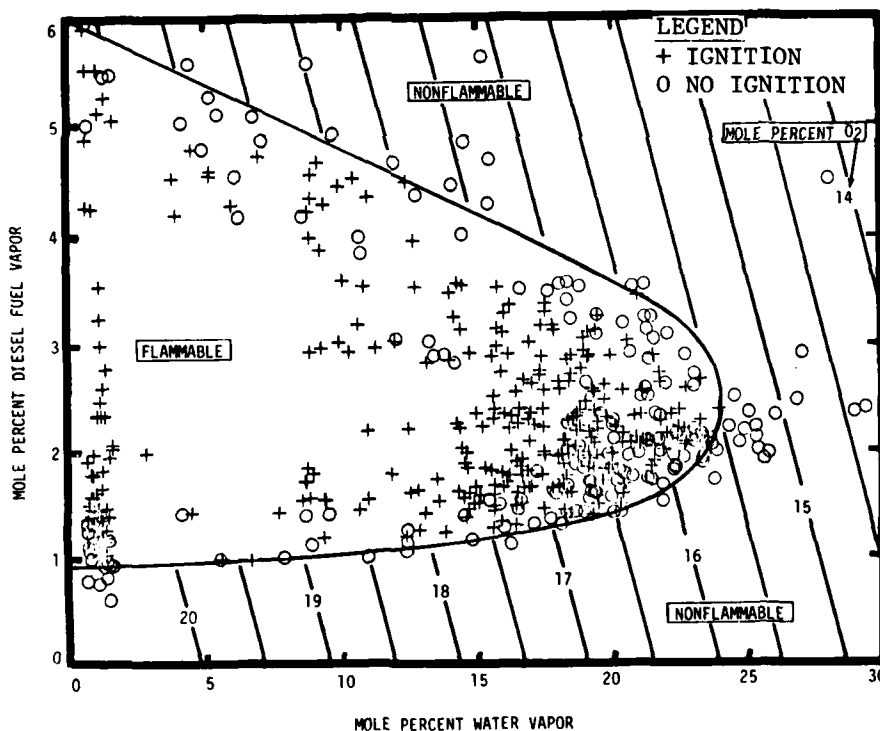 LEGEND
+ IGNITION
O NO IGNITION
NONFLAMMABLE
MOLE PERCENT O2
14
FLAMMABLE
15
16
17
18
19
20
NONFLAMMABLE
6
5
4
3
2
1
0
0 5 10 15 20 25 30
MOLE PERCENT DIESEL FUEL VAPOR
MOLE PERCENT WATER VAPOR